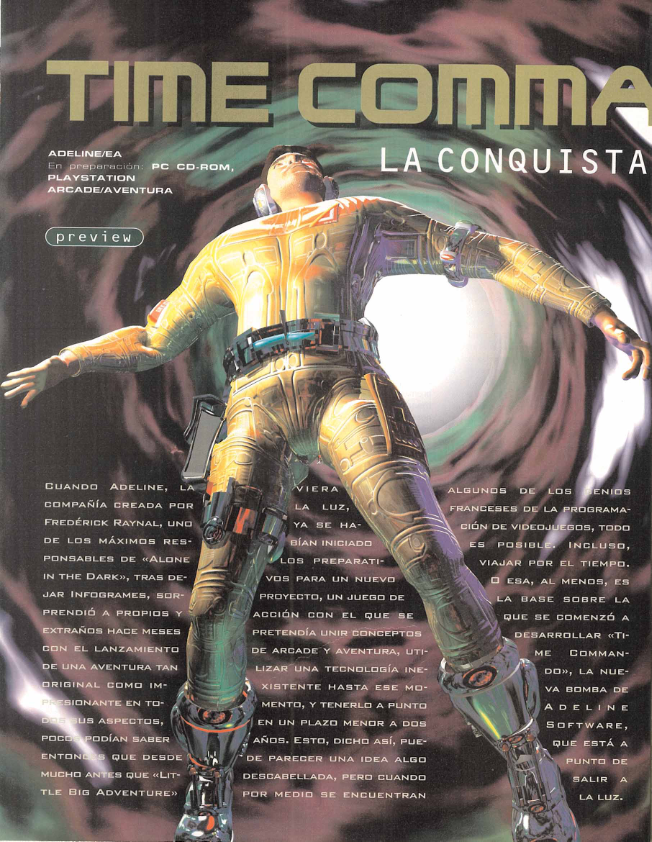 TIME COMMA
ADELINE/EA
En preparación: PC CD-ROM,
PLAYSTATION
ARCADE/AVENTURA
LA CONQUISTA
preview
CUANDO ADELINE, LA
COMPAÑÍA CREADA POR
FREDÉRICK RAYNAL, UNO
DE LOS MÁXIMOS RES-
PONSABLES DE «ALONE
IN THE DARK», TRAS DE-
JAR INFOGRAMES, SOR-
PRENDIÓ A PROPIOS Y
EXTRAÑOS HACE MESES
CON EL LANZAMIENTO
DE UNA AVENTURA TAN
ORIGINAL COMO IM-
PRESIONANTE EN TO-
DOS SUS ASPECTOS,
POCOS PODÍAN SABER
ENTONCES QUE DESDE
MUCHO ANTES QUE «LIT-
TLE BIG ADVENTURE»
VIERA
LA LUZ,
YA SE HA-
BÍAN INICIADO
LOS PREPARATI-
VOS PARA UN NUEVO
PROYECTO, UN JUEGO DE
ACCIÓN CON EL QUE SE
PRETENDÍA UNIR CONCEPTOS
DE ARCADE Y AVENTURA, UTI-
LIZAR UNA TECNOLOGÍA INE-
XISTENTE HASTA ESE MO-
MENTO, Y TENERLO A PUNTO
EN UN PLAZO MENOR A DOS
AÑOS. ESTO, DICHO ASÍ, PUE-
DE PARECER UNA IDEA ALGO
DESCABELLADA, PERO CUANDO
POR MEDIO SE ENCUENTRAN
ALGUNOS DE LOS GENIOS
FRANCESES DE LA PROGRAMA-
CIÓN DE VIDEOJUEGOS, TODO
ES POSIBLE. INCLUSO,
VIAJAR POR EL TIEMPO.
O ESA, AL MENOS, ES
LA BASE SOBRE LA
QUE SE COMENZÓ A
DESARROLLAR «TI-
ME COMMAN-
DO», LA NUE-
VA BOMBA DE
ADELINE
SOFTWARE,
QUE ESTÁ A
PUNTO DE
SALIR A
LA LUZ.